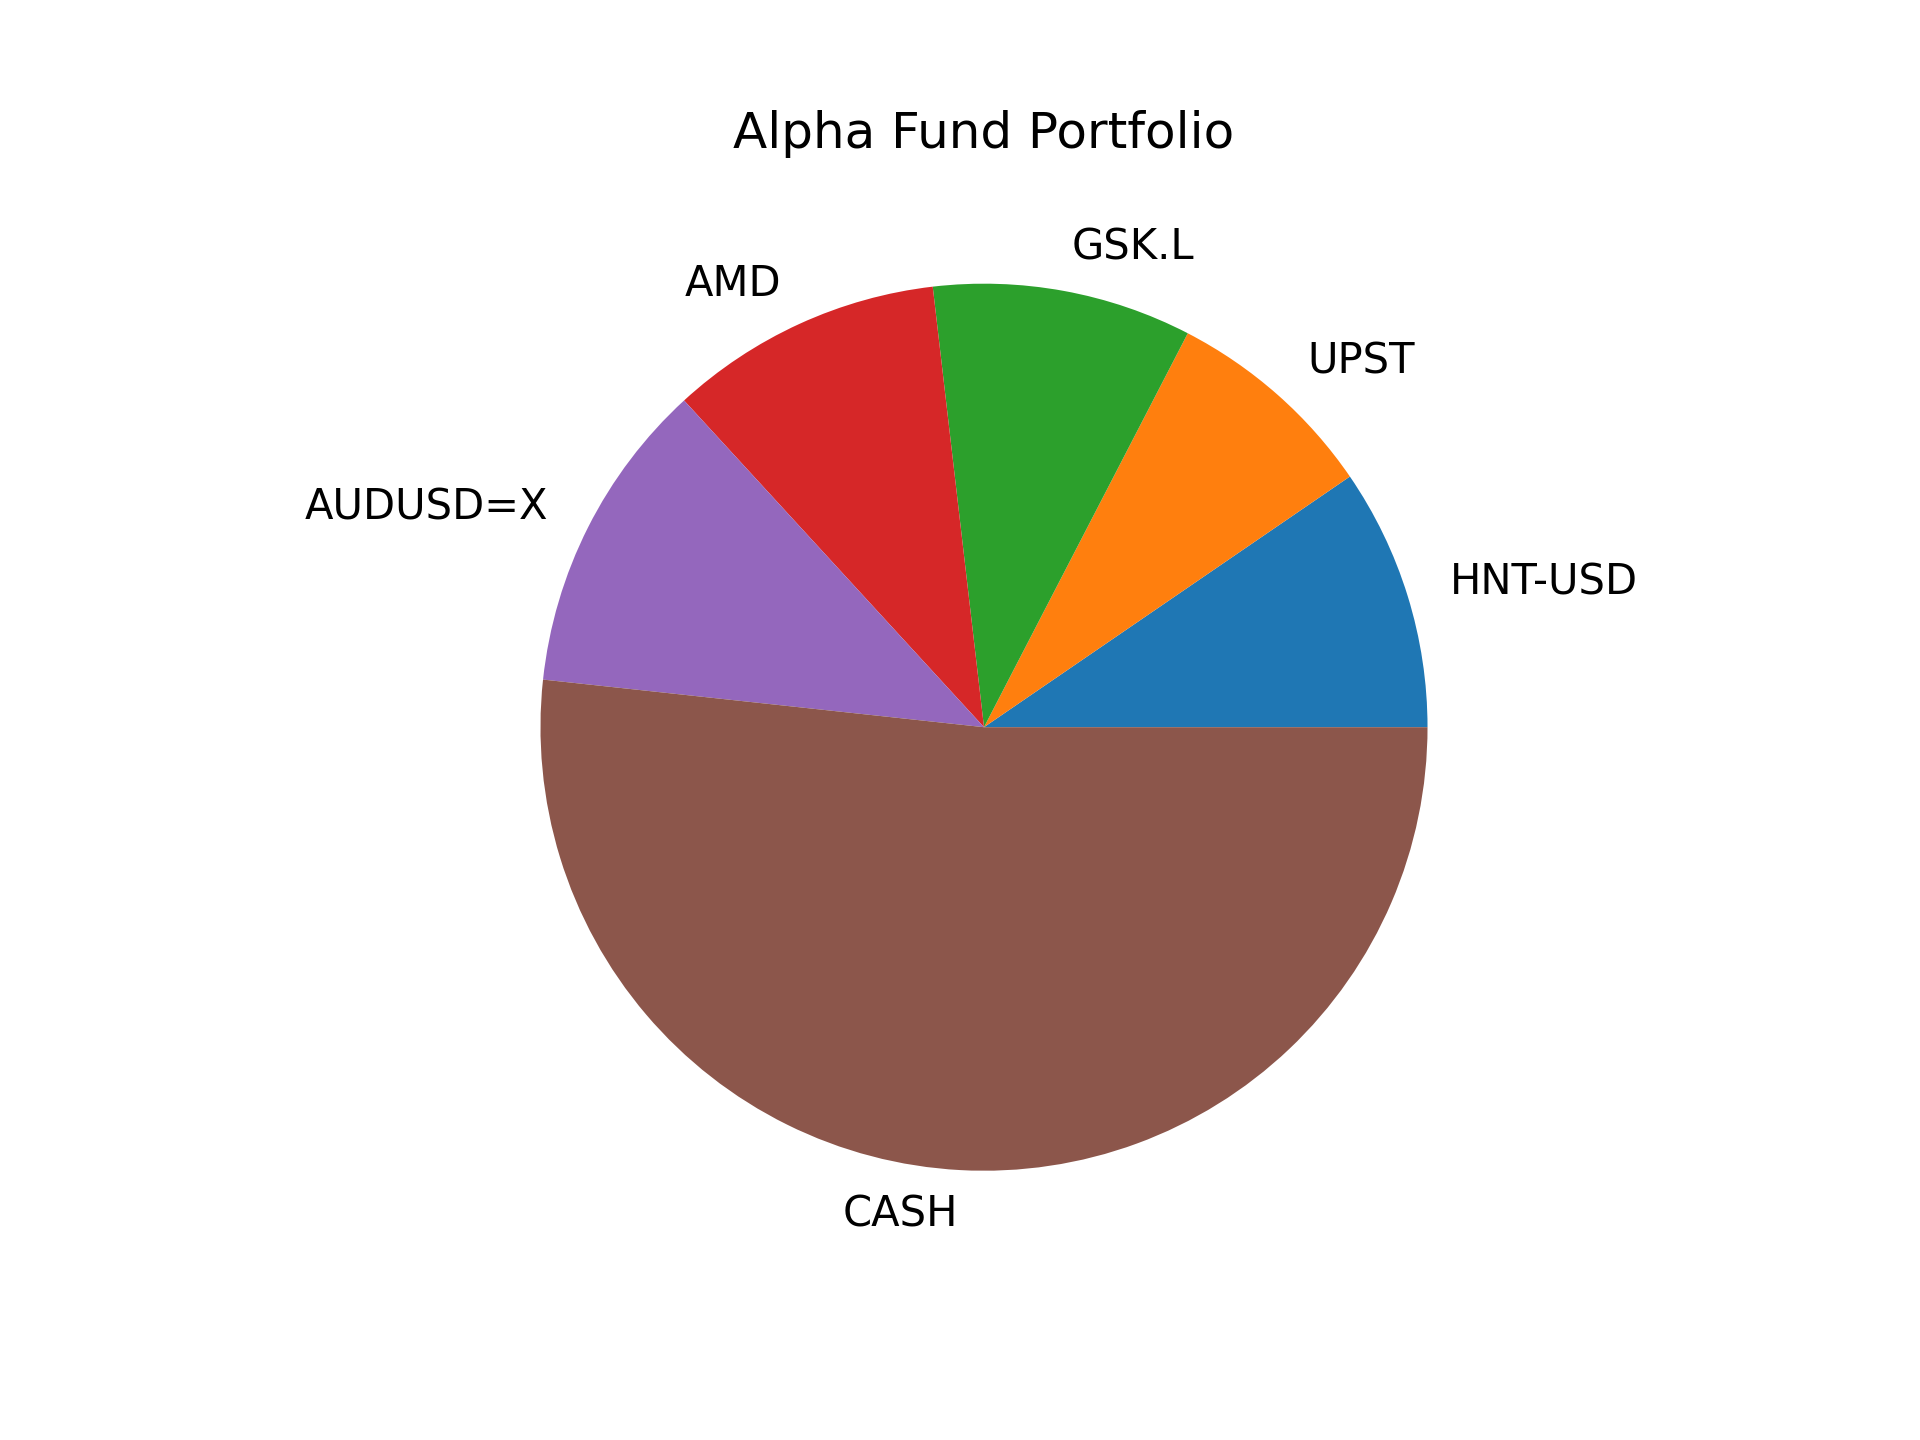 Alpha Fund Portfolio
GSK.L
AMD
UPST
AUDUSD=X
HNT-USD
CASH